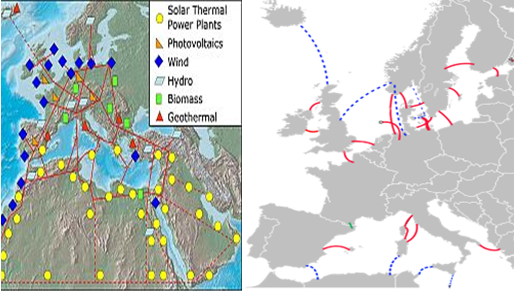 Solar Thermal
Power Plants
Photovoltaics
Wind
Hydro
Biomass
Geothermal